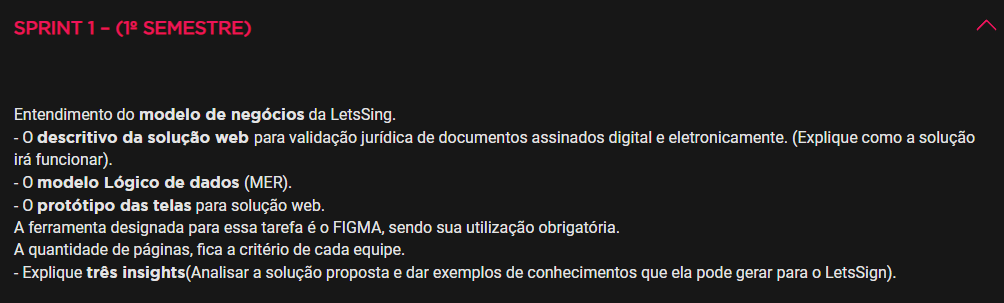 SPRINT 1 – (1º SEMESTRE)
Entendimento do modelo de negócios da LetsSing.
- O descritivo da solução web para validação jurídica de documentos assinados digital e eletronicamente. (Explique como a solução
irá funcionar).
- O modelo Lógico de dados (MER).
- O protótipo das telas para solução web.
A ferramenta designada para essa tarefa é o FIGMA, sendo sua utilização obrigatória.
A quantidade de páginas, fica a critério de cada equipe.
- Explique três insights(Analisar a solução proposta e dar exemplos de conhecimentos que ela pode gerar para o LetsSign).